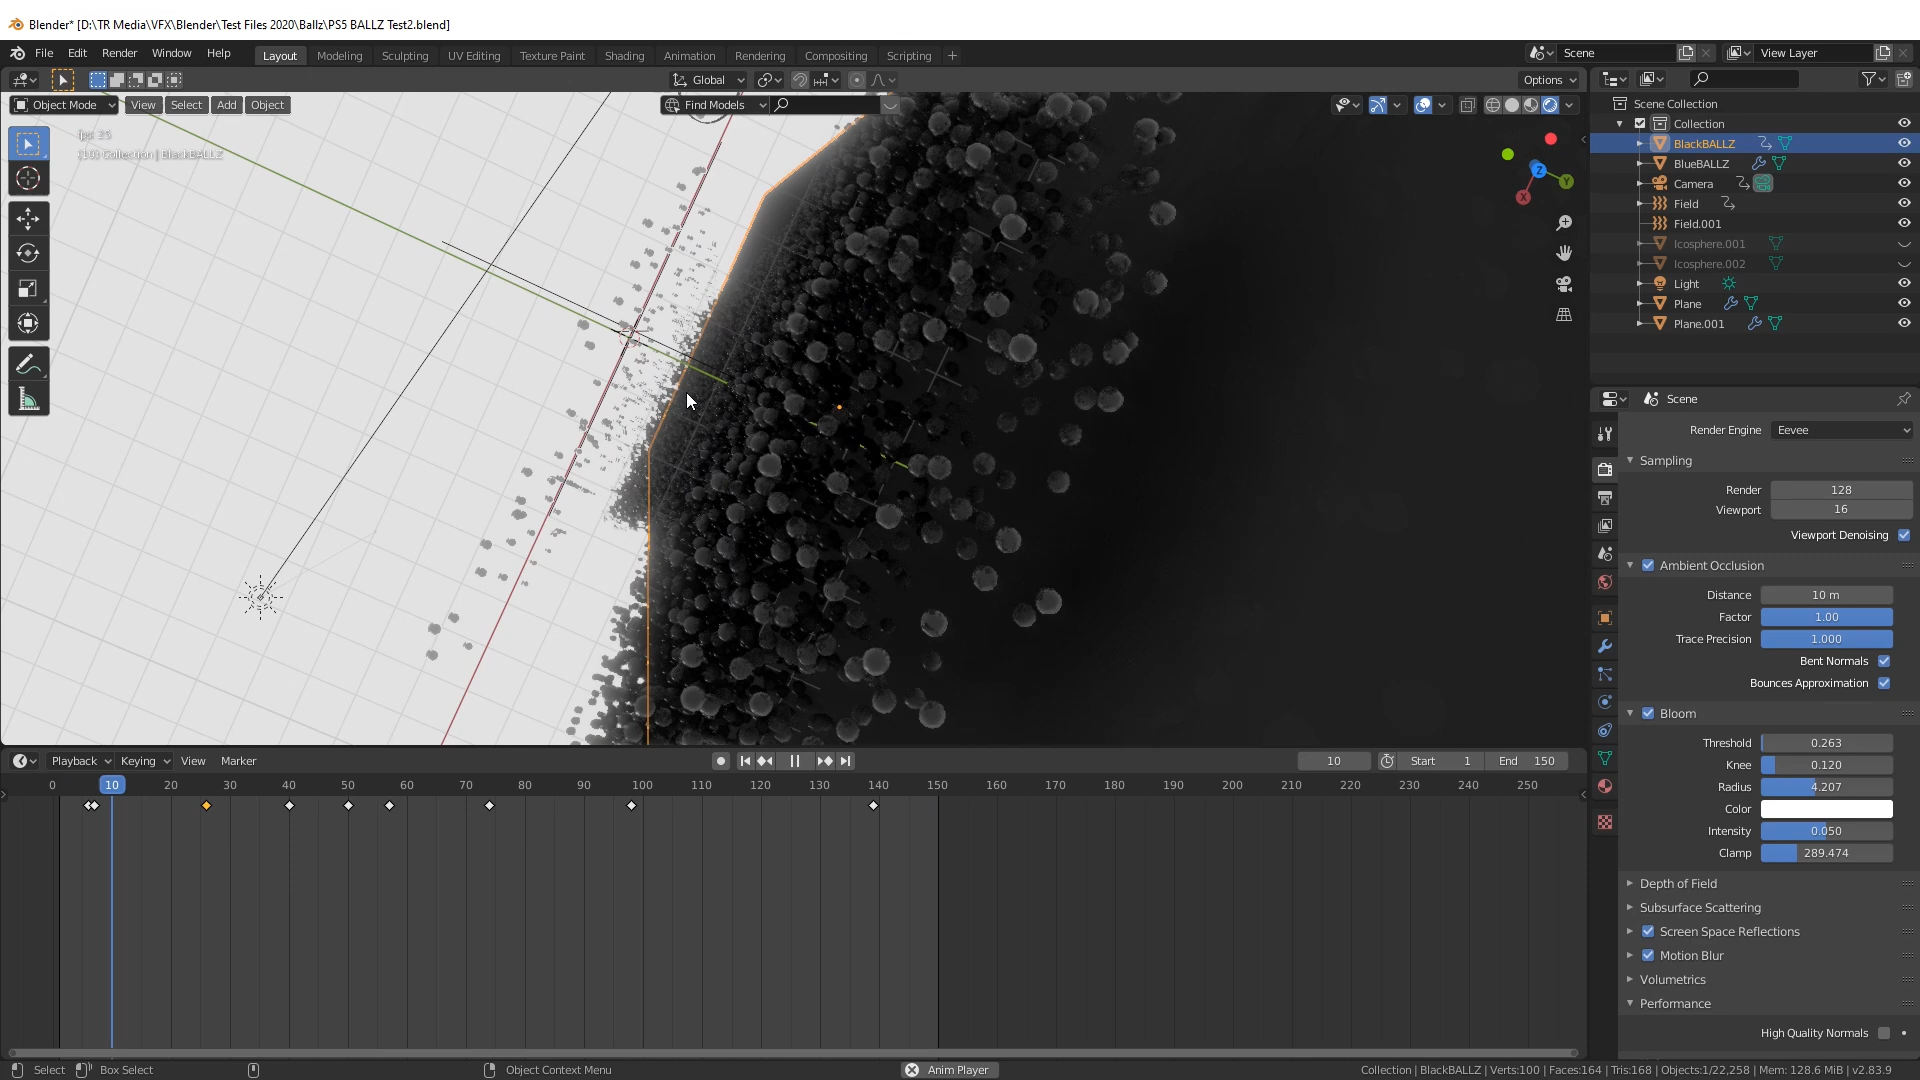 Blender* [D:\TR Media\VFX\Blender\Test Files 2020\Ballz\PS5 BALLZ Test2.blend]
File Edit Render Window Help Layout Modeling Sculpting UV Editing Texture Paint Shading Animation Rendering Compositing Scripting + Scene View Layer
Global Options
Object Mode View Select Add Object Find Models
fps: 25
(10) Collection | BlackBALLZ
Scene Collection
Collection
BlackBALLZ
BlueBALLZ
Camera
Field
Field.001
Icosphere.001
Icosphere.002
Light
Plane
Plane.001
X Y Z
Scene
Render Engine Eevee
Sampling
Render 128
Viewport 16
Viewport Denoising
Ambient Occlusion
Distance 10 m
Factor 1.00
Trace Precision 1.000
Bent Normals
Bounces Approximation
Bloom
Threshold 0.263
Knee 0.120
Radius 4.207
Color
Intensity 0.050
Clamp 289.474
Depth of Field
Subsurface Scattering
Screen Space Reflections
Motion Blur
Volumetrics
Performance
High Quality Normals
Playback Keying View Marker 10 Start 1 End 150
0 10 20 30 40 50 60 70 80 90 100 110 120 130 140 150 160 170 180 190 200 210 220 230 240 250
Select Box Select Object Context Menu Anim Player Collection | BlackBALLZ | Verts:100 | Faces:164 | Tris:168 | Objects:1/22,258 | Mem: 128.6 MiB | v2.83.9